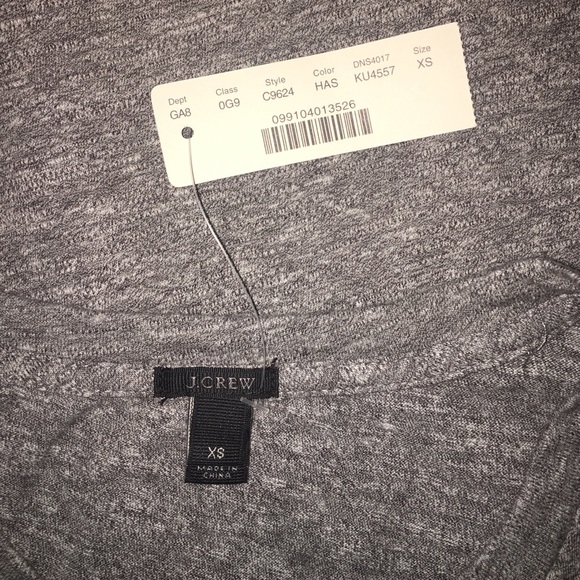 Dept Class Style Color DNS4017 Size
GA8 0G9 C9624 HAS KU4557 XS
099104013526
J.CREW
XS
MADE IN
CHINA